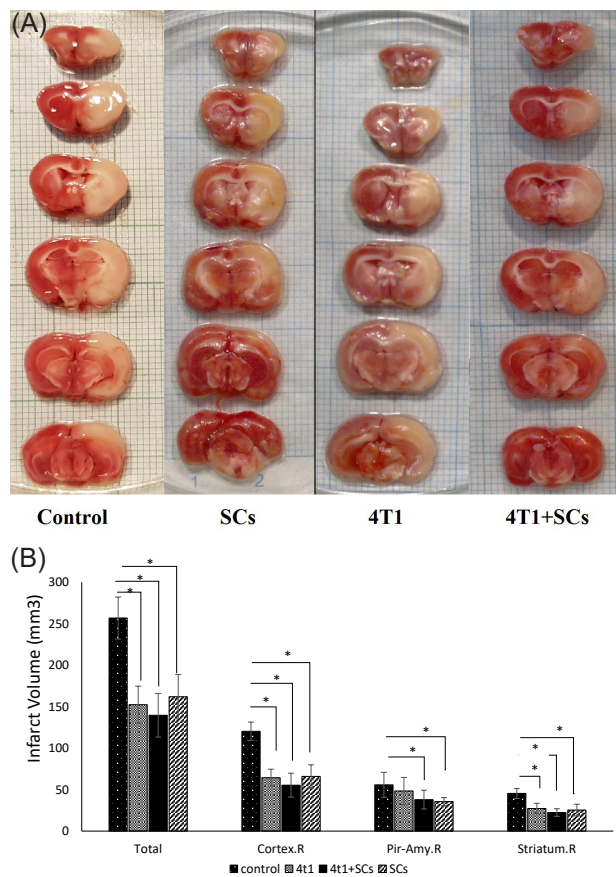 (A)
1 2
Control SCs 4T1 4T1+SCs
(B)
* * *
* * *
* *
* * *
Infarct Volume (mm3)
300
250
200
150
100
50
0
Total Cortex.R Pir-Amy.R Striatum.R
control 4t1 4t1+SCs SCs